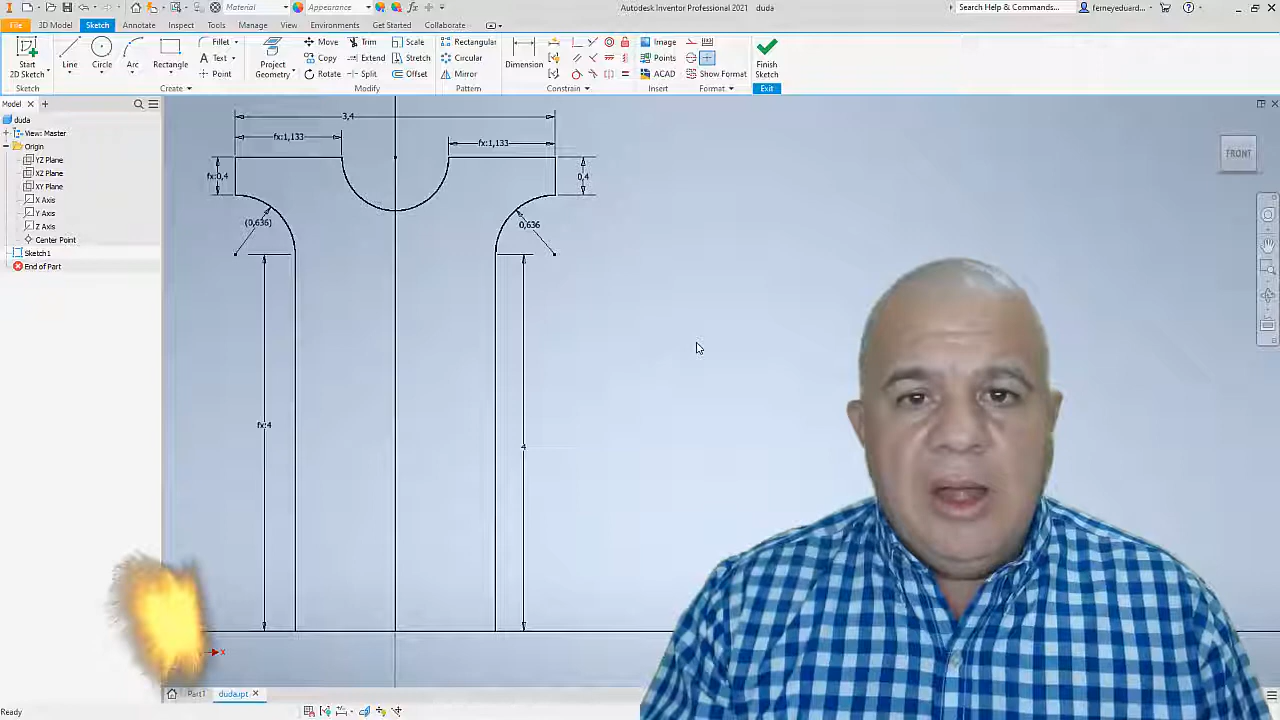 Material
Appearance
Autodesk Inventor Professional 2021 duda
Search Help & Commands...
ferneyeduard...
File
3D Model
Sketch
Annotate
Inspect
Tools
Manage
View
Environments
Get Started
Collaborate
Start
2D Sketch
Line
Circle
Arc
Rectangle
Fillet
Text
Point
Project
Geometry
Move
Copy
Rotate
Trim
Extend
Split
Scale
Stretch
Offset
Rectangular
Circular
Mirror
Dimension
Image
Points
ACAD
Show Format
Finish
Sketch
Sketch
Create
Modify
Pattern
Constrain
Insert
Format
Exit
Model
duda
View: Master
Origin
YZ Plane
XZ Plane
XY Plane
X Axis
Y Axis
Z Axis
Center Point
Sketch1
End of Part
3,4
fx:1,133
fx:1,133
fx:0,4
0,4
(0,636)
0,636
fx:4
4
FRONT
X
Part1
duda.ipt
Ready